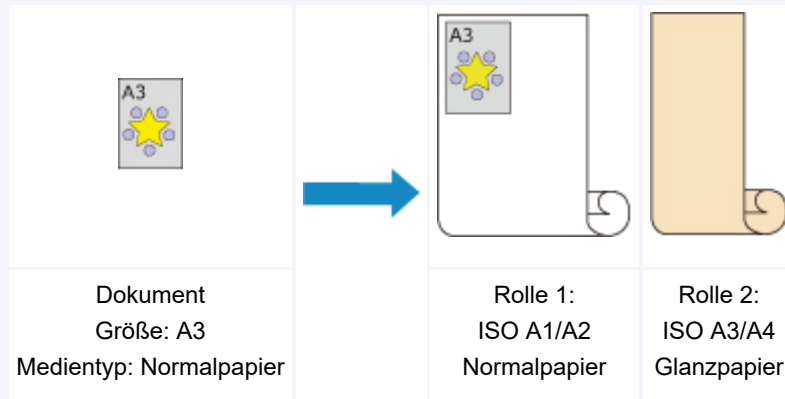 A3
A3
Dokument
Größe: A3
Medientyp: Normalpapier
Rolle 1:
ISO A1/A2
Normalpapier
Rolle 2:
ISO A3/A4
Glanzpapier